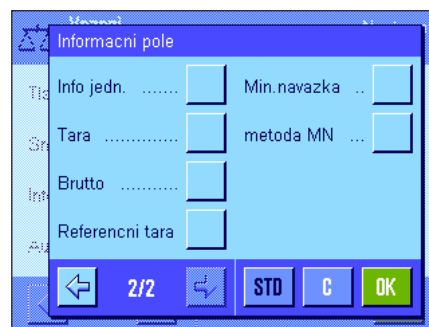 Informacni pole
Info jedn. .......
Min.navazka ..
Tara .............
metoda MN ...
Brutto ..........
Referencni tara
2/2
STD
C
OK